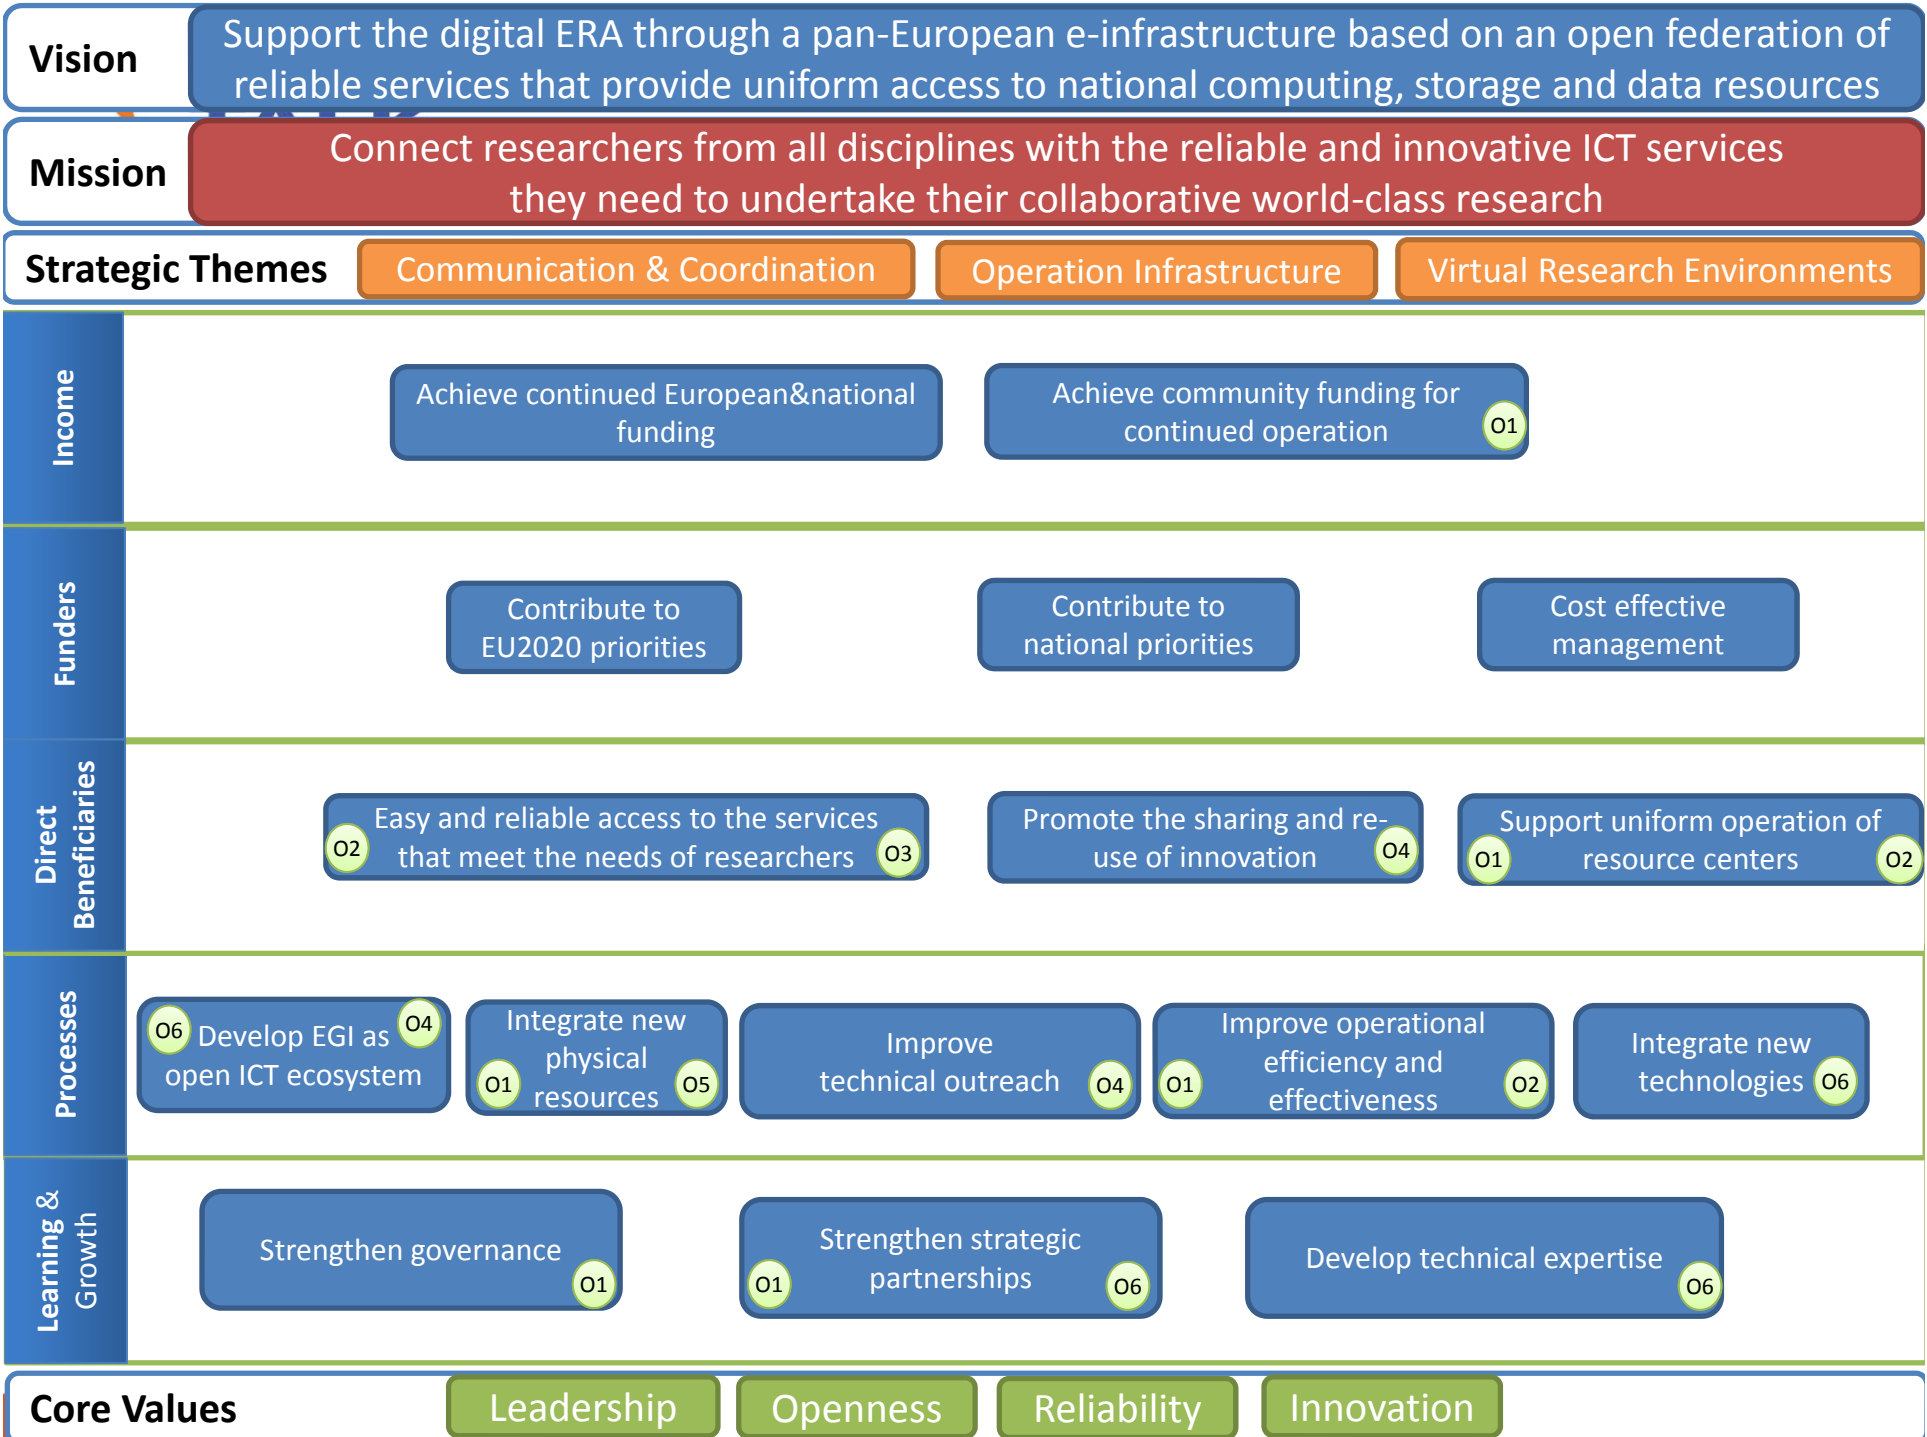 Vision
Support the digital ERA through a pan-European e-infrastructure based on an open federation of
reliable services that provide uniform access to national computing, storage and data resources
Mission
Connect researchers from all disciplines with the reliable and innovative ICT services
they need to undertake their collaborative world-class research
Strategic Themes
Communication & Coordination
Operation Infrastructure
Virtual Research Environments
Income
Achieve continued European&national
funding
Achieve community funding for
continued operation
O1
Funders
Contribute to
EU2020 priorities
Contribute to
national priorities
Cost effective
management
Direct
Beneficiaries
Easy and reliable access to the services
that meet the needs of researchers
O2
O3
Promote the sharing and re-
use of innovation
O4
Support uniform operation of
resource centers
O1
O2
Processes
O6
Develop EGI as
open ICT ecosystem
O4
Integrate new
physical
resources
O1
O5
Improve
technical outreach
O4
Improve operational
efficiency and
effectiveness
O1
O2
Integrate new
technologies
O6
Learning &
Growth
Strengthen governance
O1
Strengthen strategic
partnerships
O1
O6
Develop technical expertise
O6
Core Values
Leadership
Openness
Reliability
Innovation